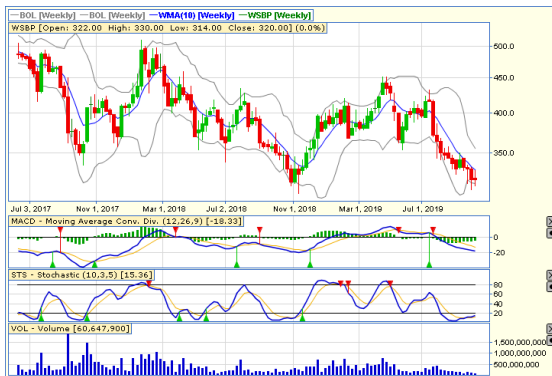 BOL [Weekly] BOL [Weekly] WMA(10) [Weekly] WSBP [Weekly]
WSBP [Open: 322.00 High: 330.00 Low: 314.00 Close: 320.00] (0.0%)
500.0
450.0
400.0
350.0
Jul 3, 2017 Nov 1, 2017 Mar 1, 2018 Jul 2, 2018 Nov 1, 2018 Mar 1, 2019 Jul 1, 2019
MACD - Moving Average Conv. Div. (12,26,9) [-18.33]
0
-20
STS - Stochastic (10,3,5) [15.36]
80
60
40
20
VOL - Volume [60,647,900]
1,500,000,000
1,000,000,000
500,000,000